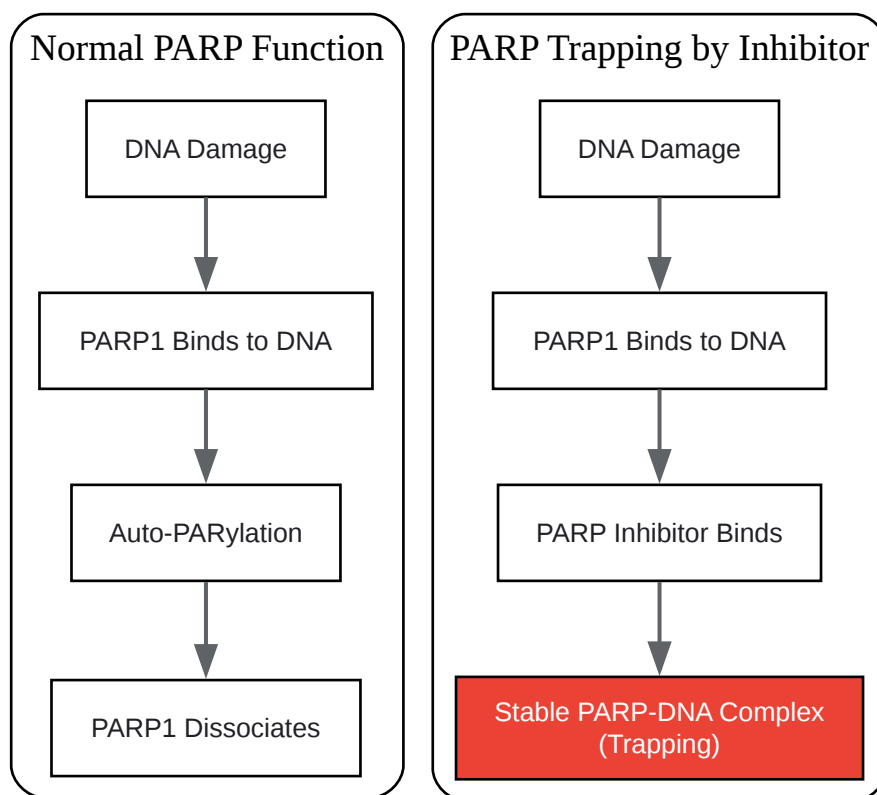 Normal PARP Function
DNA Damage
PARP1 Binds to DNA
Auto-PARylation
PARP1 Dissociates
PARP Trapping by Inhibitor
DNA Damage
PARP1 Binds to DNA
PARP Inhibitor Binds
Stable PARP-DNA Complex
(Trapping)